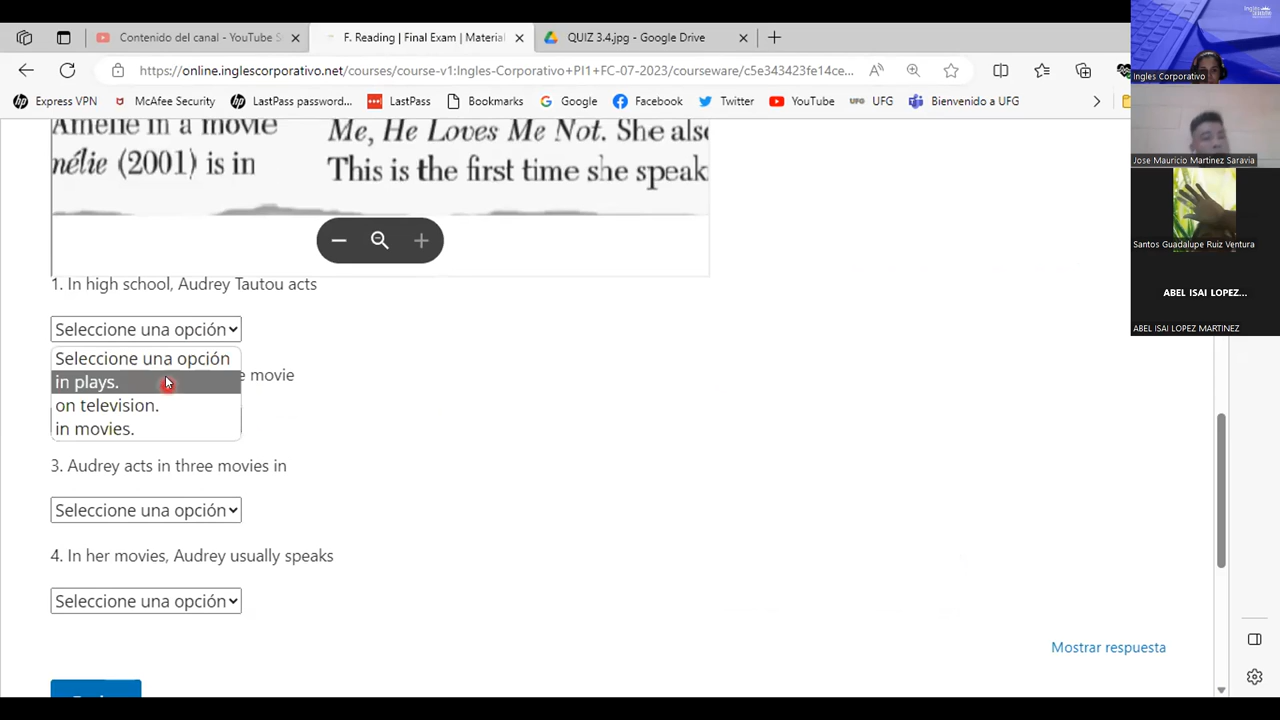 Contenido del canal - YouTube S
F. Reading | Final Exam | Material
QUIZ 3.4.jpg - Google Drive
https://online.inglescorporativo.net/courses/course-v1:Ingles-Corporativo+PI1+FC-07-2023/courseware/c5e343423fe14ce...
Express VPN
McAfee Security
LastPass password...
LastPass
Bookmarks
Google
Facebook
Twitter
YouTube
UFG
Bienvenido a UFG
Ingles Corporativo
Jose Mauricio Martinez Saravia
Santos Guadalupe Ruiz Ventura
ABEL ISAI LOPEZ...
ABEL ISAI LOPEZ MARTINEZ
Amélie in a movie
nélie (2001) is in
Me, He Loves Me Not. She also
This is the first time she speak
1. In high school, Audrey Tautou acts
Seleccione una opción
Seleccione una opción
in plays.
on television.
in movies.
e movie
3. Audrey acts in three movies in
Seleccione una opción
4. In her movies, Audrey usually speaks
Seleccione una opción
Mostrar respuesta